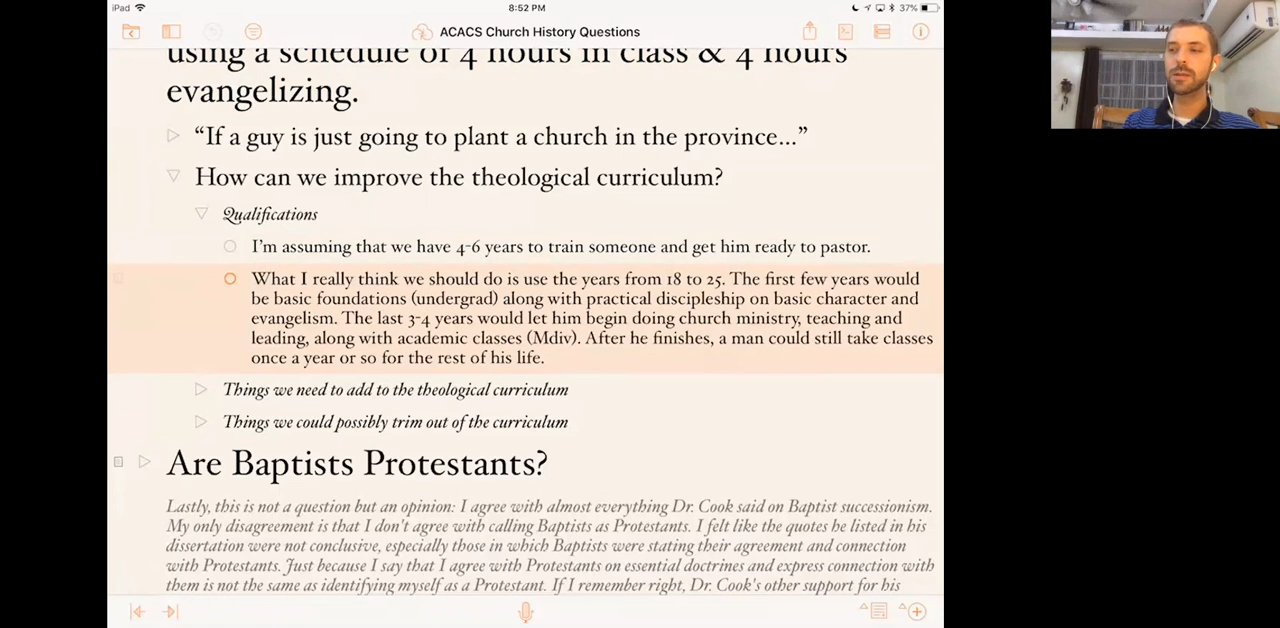 iPad 8:52 PM 37%
ACACS Church History Questions
using a schedule of 4 hours in class & 4 hours
evangelizing.
“If a guy is just going to plant a church in the province...”
How can we improve the theological curriculum?
Qualifications
I’m assuming that we have 4-6 years to train someone and get him ready to pastor.
What I really think we should do is use the years from 18 to 25. The first few years would
be basic foundations (undergrad) along with practical discipleship on basic character and
evangelism. The last 3-4 years would let him begin doing church ministry, teaching and
leading, along with academic classes (Mdiv). After he finishes, a man could still take classes
once a year or so for the rest of his life.
Things we need to add to the theological curriculum
Things we could possibly trim out of the curriculum
Are Baptists Protestants?
Lastly, this is not a question but an opinion: I agree with almost everything Dr. Cook said on Baptist successionism.
My only disagreement is that I don't agree with calling Baptists as Protestants. I felt like the quotes he listed in his
dissertation were not conclusive, especially those in which Baptists were stating their agreement and connection
with Protestants. Just because I say that I agree with Protestants on essential doctrines and express connection with
them is not the same as identifying myself as a Protestant. If I remember right, Dr. Cook's other support for his